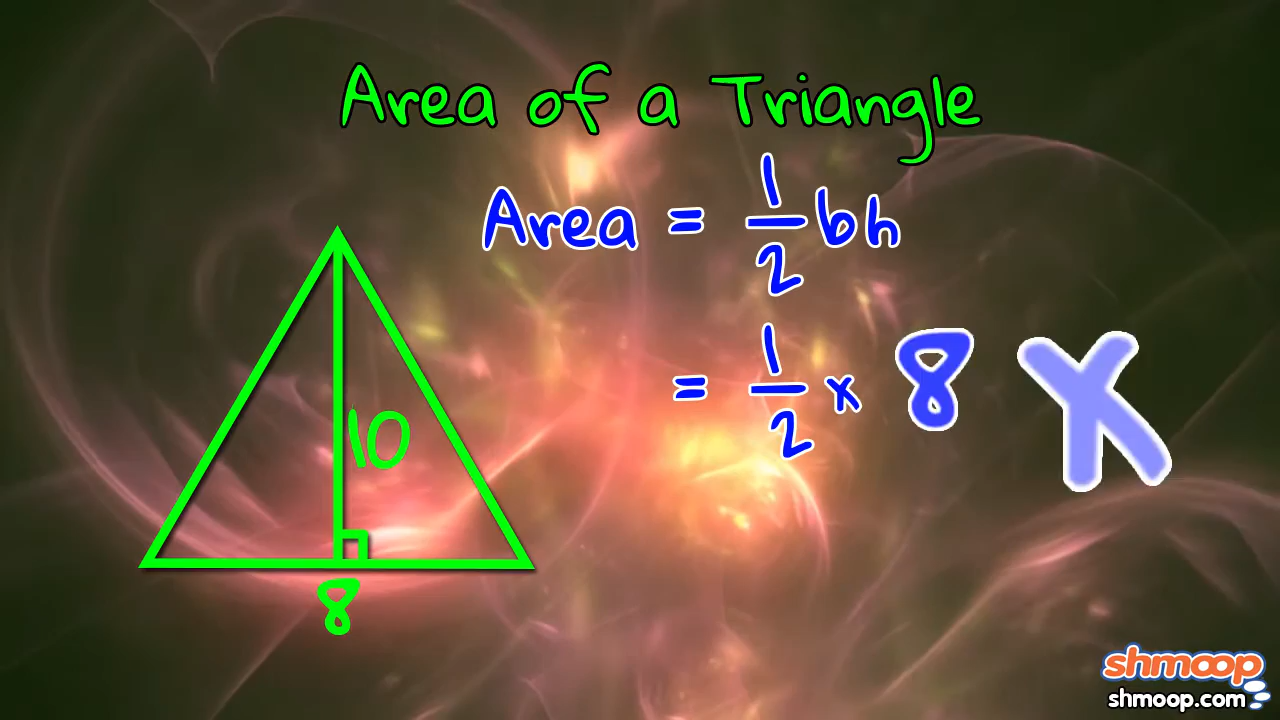 Area of a Triangle
Area = 1/2 bh
= 1/2 x 8 x
10
8
shmoop
shmoop.com